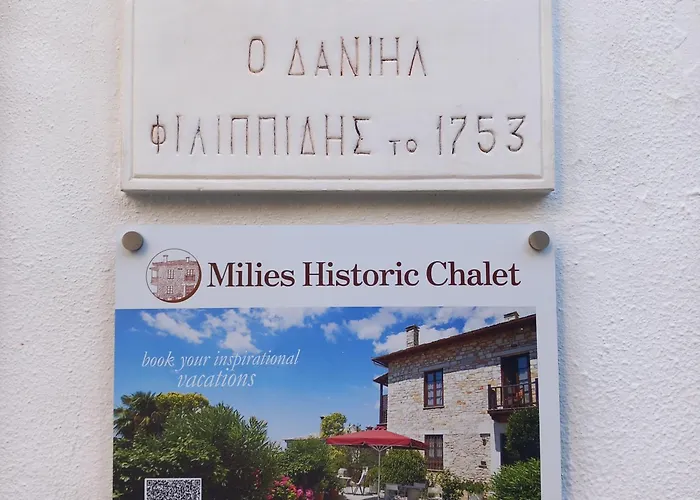 Ο ΔΑΝΙΗΛ
ΦΙΛΙΠΠΙΔΗΣ ΤΟ 1753
Milies Historic Chalet
book your inspirational
vacations